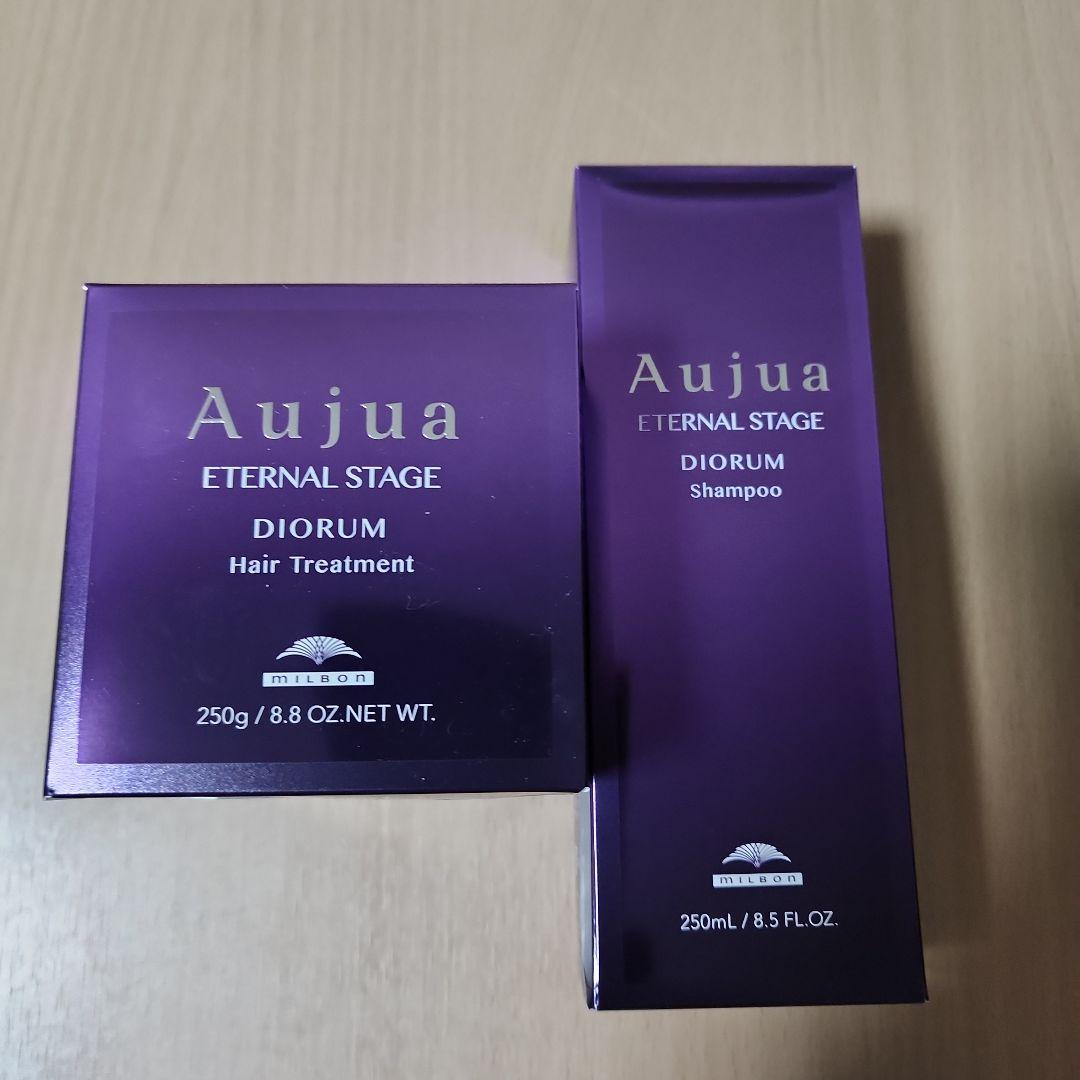 Aujua
ETERNAL STAGE
DIORUM
Hair Treatment
MILBON
250g / 8.8 OZ.NET WT.
Aujua
ETERNAL STAGE
DIORUM
Shampoo
MILBON
250mL / 8.5 FL.OZ.